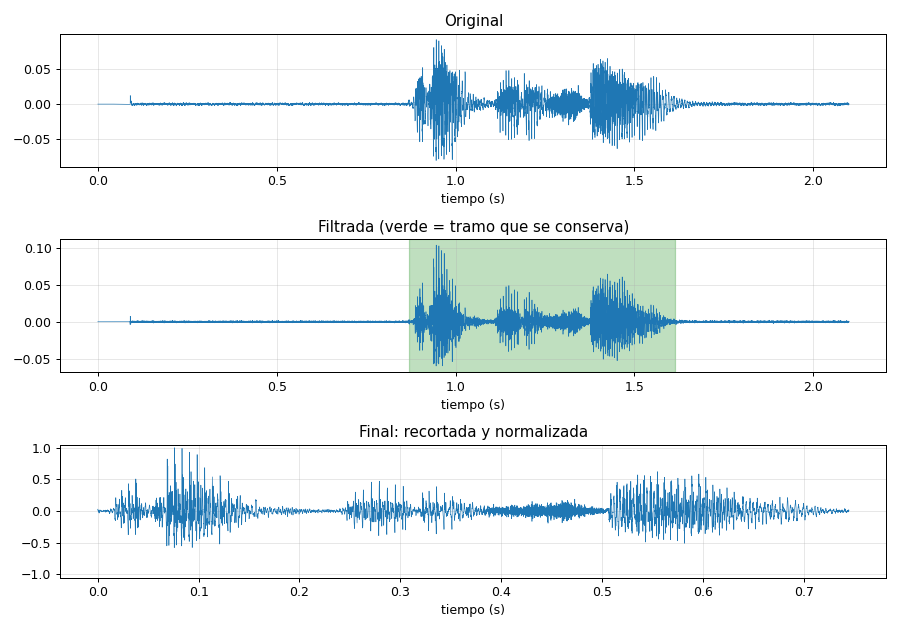 Original
0.05
0.00
−0.05
0.0 0.5 1.0 1.5 2.0
tiempo (s)
Filtrada (verde = tramo que se conserva)
0.10
0.05
0.00
−0.05
0.0 0.5 1.0 1.5 2.0
tiempo (s)
Final: recortada y normalizada
1.0
0.5
0.0
−0.5
−1.0
0.0 0.1 0.2 0.3 0.4 0.5 0.6 0.7
tiempo (s)